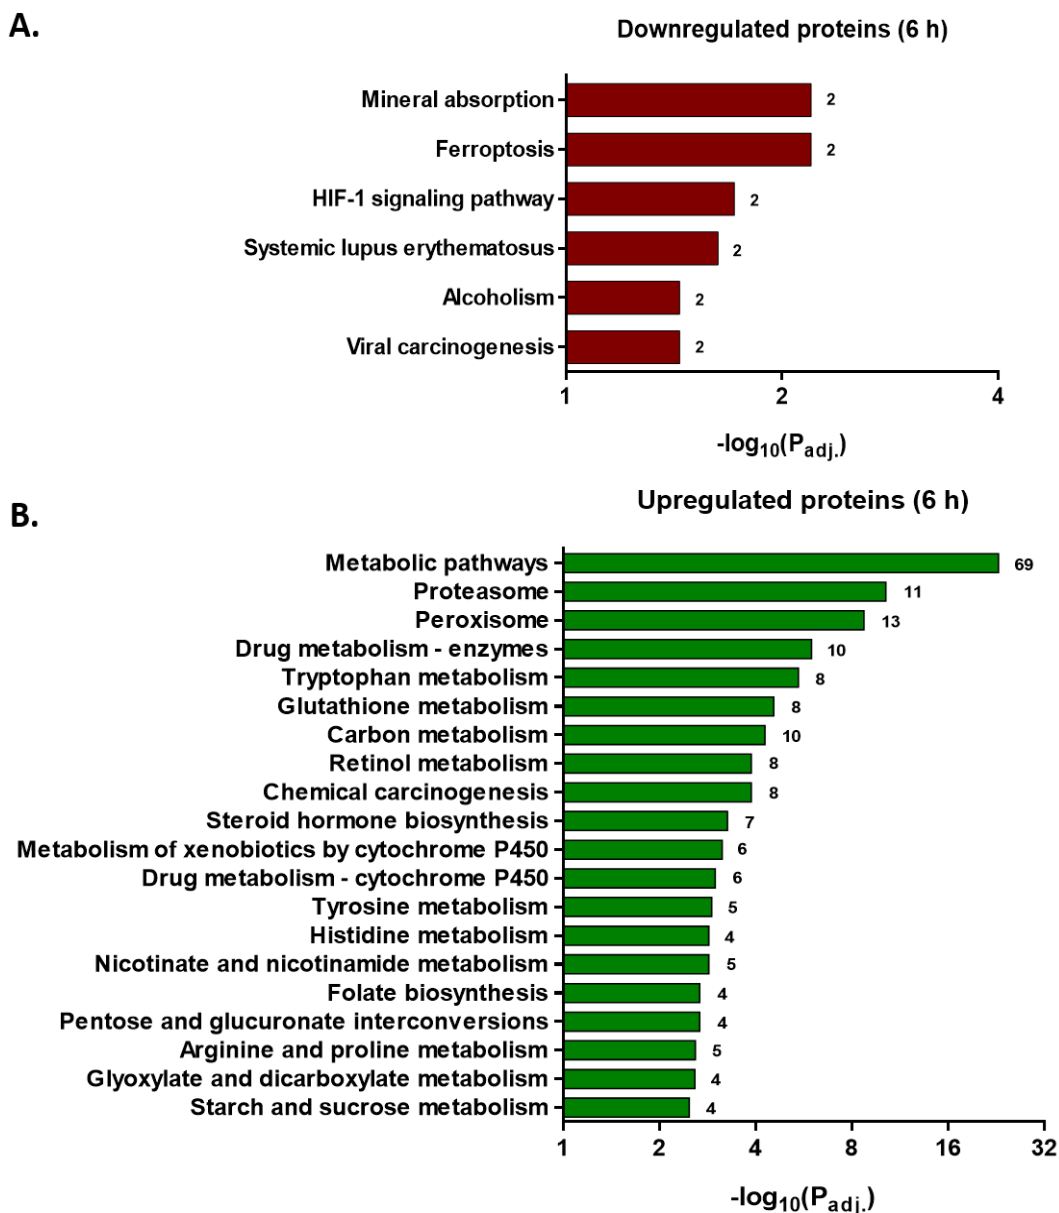 A.
Downregulated proteins (6 h)
Mineral absorption 2
Ferroptosis 2
HIF-1 signaling pathway 2
Systemic lupus erythematosus 2
Alcoholism 2
Viral carcinogenesis 2
1 2 4
-log10(Padj.)
B.
Upregulated proteins (6 h)
Metabolic pathways 69
Proteasome 11
Peroxisome 13
Drug metabolism - enzymes 10
Tryptophan metabolism 8
Glutathione metabolism 8
Carbon metabolism 10
Retinol metabolism 8
Chemical carcinogenesis 8
Steroid hormone biosynthesis 7
Metabolism of xenobiotics by cytochrome P450 6
Drug metabolism - cytochrome P450 6
Tyrosine metabolism 5
Histidine metabolism 4
Nicotinate and nicotinamide metabolism 5
Folate biosynthesis 4
Pentose and glucuronate interconversions 4
Arginine and proline metabolism 5
Glyoxylate and dicarboxylate metabolism 4
Starch and sucrose metabolism 4
1 2 4 8 16 32
-log10(Padj.)